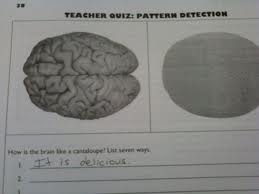 38
TEACHER QUIZ: PATTERN DETECTION
How is the brain like a cantaloupe? List seven ways.
1. It is delicious.
2.